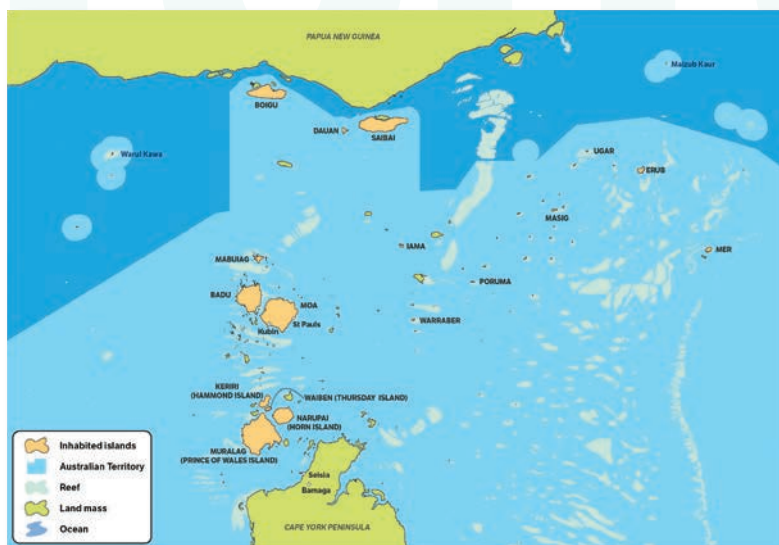 PAPUA NEW GUINEA
Maizab Kaur
BOIGU
DAUAN
SAIBAI
Warul Kawa
UGAR
ERUB
MASIG
IAMA
MER
MABUIAG
PORUMA
BADU
MOA
St Pauls
Kubin
WARRABER
KERIRI
(HAMMOND ISLAND)
WAIBEN (THURSDAY ISLAND)
NARUPAI
(HORN ISLAND)
MURALAG
(PRINCE OF WALES ISLAND)
Seisia
Bamaga
CAPE YORK PENINSULA
Inhabited islands
Australian Territory
Reef
Land mass
Ocean